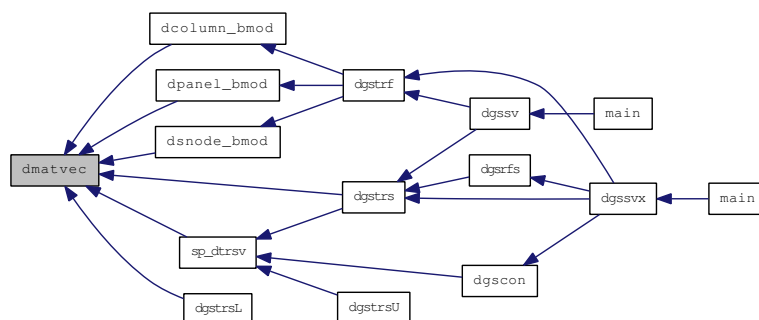 dcolumn_bmod
dpanel_bmod
dgstrf
dgssv
main
dsnode_bmod
dmatvec
dgsrfs
dgstrs
dgssvx
main
sp_dtrsv
dgscon
dgstrsL
dgstrsU